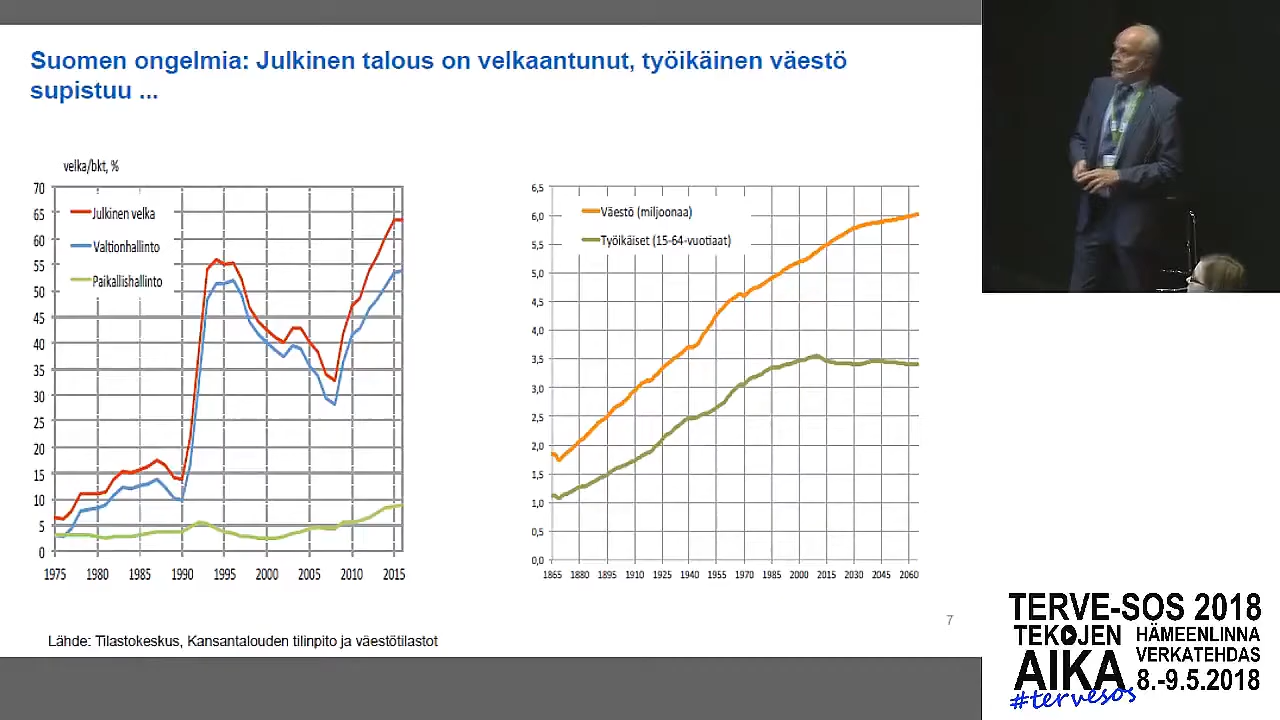 Suomen ongelmia: Julkinen talous on velkaantunut, työikäinen väestö
supistuu ...
velka/bkt, %
70
65
60
55
50
45
40
35
30
25
20
15
10
5
0
Julkinen velka
Valtionhallinto
Paikallishallinto
1975 1980 1985 1990 1995 2000 2005 2010 2015
6,5
6,0
5,5
5,0
4,5
4,0
3,5
3,0
2,5
2,0
1,5
1,0
0,5
0,0
Väestö (miljoonaa)
Työikäiset (15-64-vuotiaat)
1865 1880 1895 1910 1925 1940 1955 1970 1985 2000 2015 2030 2045 2060
7
Lähde: Tilastokeskus, Kansantalouden tilinpito ja väestötilastot
TERVE-SOS 2018
TEKOJEN
AIKA
HÄMEENLINNA
VERKATEHDAS
8.-9.5.2018
#tervesos